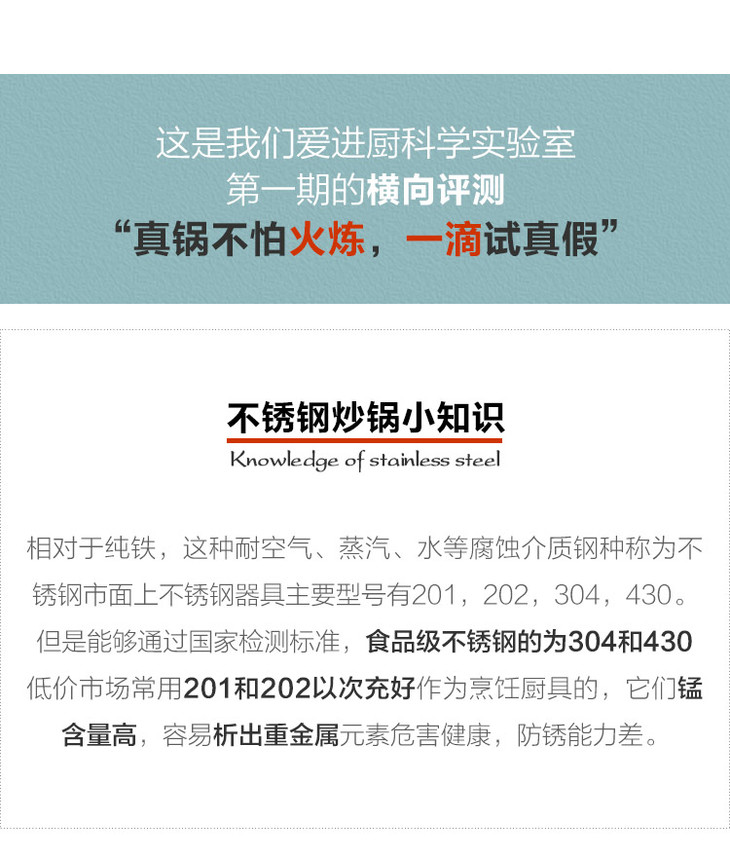 这是我们爱进厨科学实验室
第一期的横向评测
“真锅不怕火炼，一滴试真假”
不锈钢炒锅小知识
Knowledge of stainless steel
相对于纯铁，这种耐空气、蒸汽、水等腐蚀介质钢种称为不
锈钢市面上不锈钢器具主要型号有201，202，304，430。
但是能够通过国家检测标准，食品级不锈钢的为304和430
低价市场常用201和202以次充好作为烹饪厨具的，它们锰
含量高，容易析出重金属元素危害健康，防锈能力差。